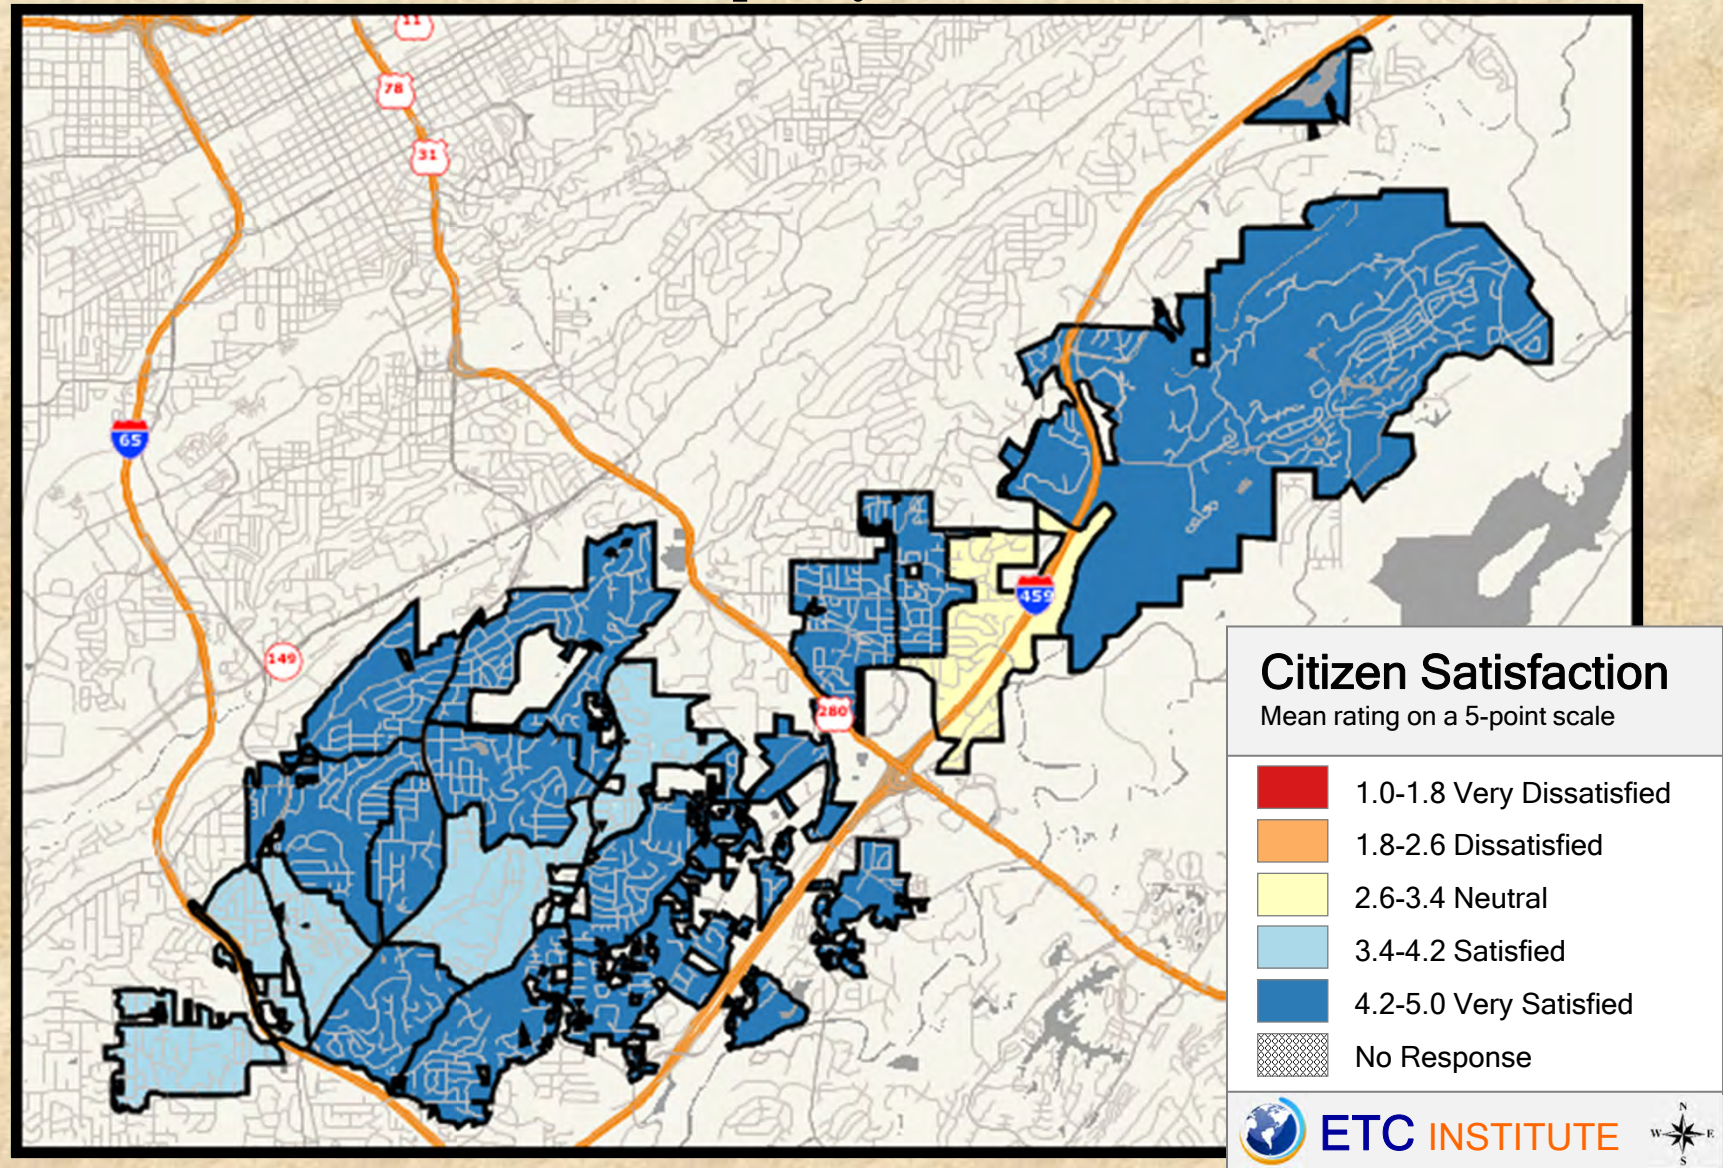 11
78
31
65
149
459
280
Citizen Satisfaction
Mean rating on a 5-point scale
1.0-1.8 Very Dissatisfied
1.8-2.6 Dissatisfied
2.6-3.4 Neutral
3.4-4.2 Satisfied
4.2-5.0 Very Satisfied
No Response
ETC INSTITUTE
N
W E
S